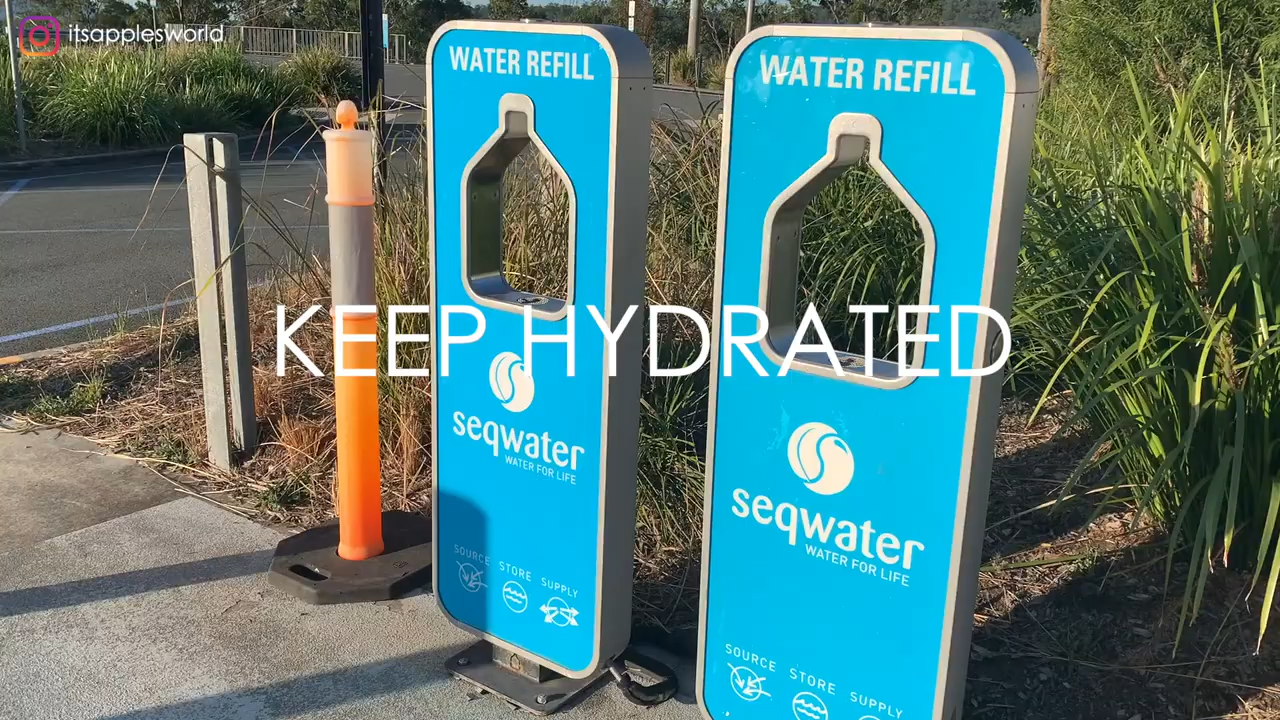 itsapplesworld
WATER REFILL
WATER REFILL
KEEP HYDRATED
seqwater
WATER FOR LIFE
SOURCE STORE SUPPLY
seqwater
WATER FOR LIFE
SOURCE STORE SUPPLY